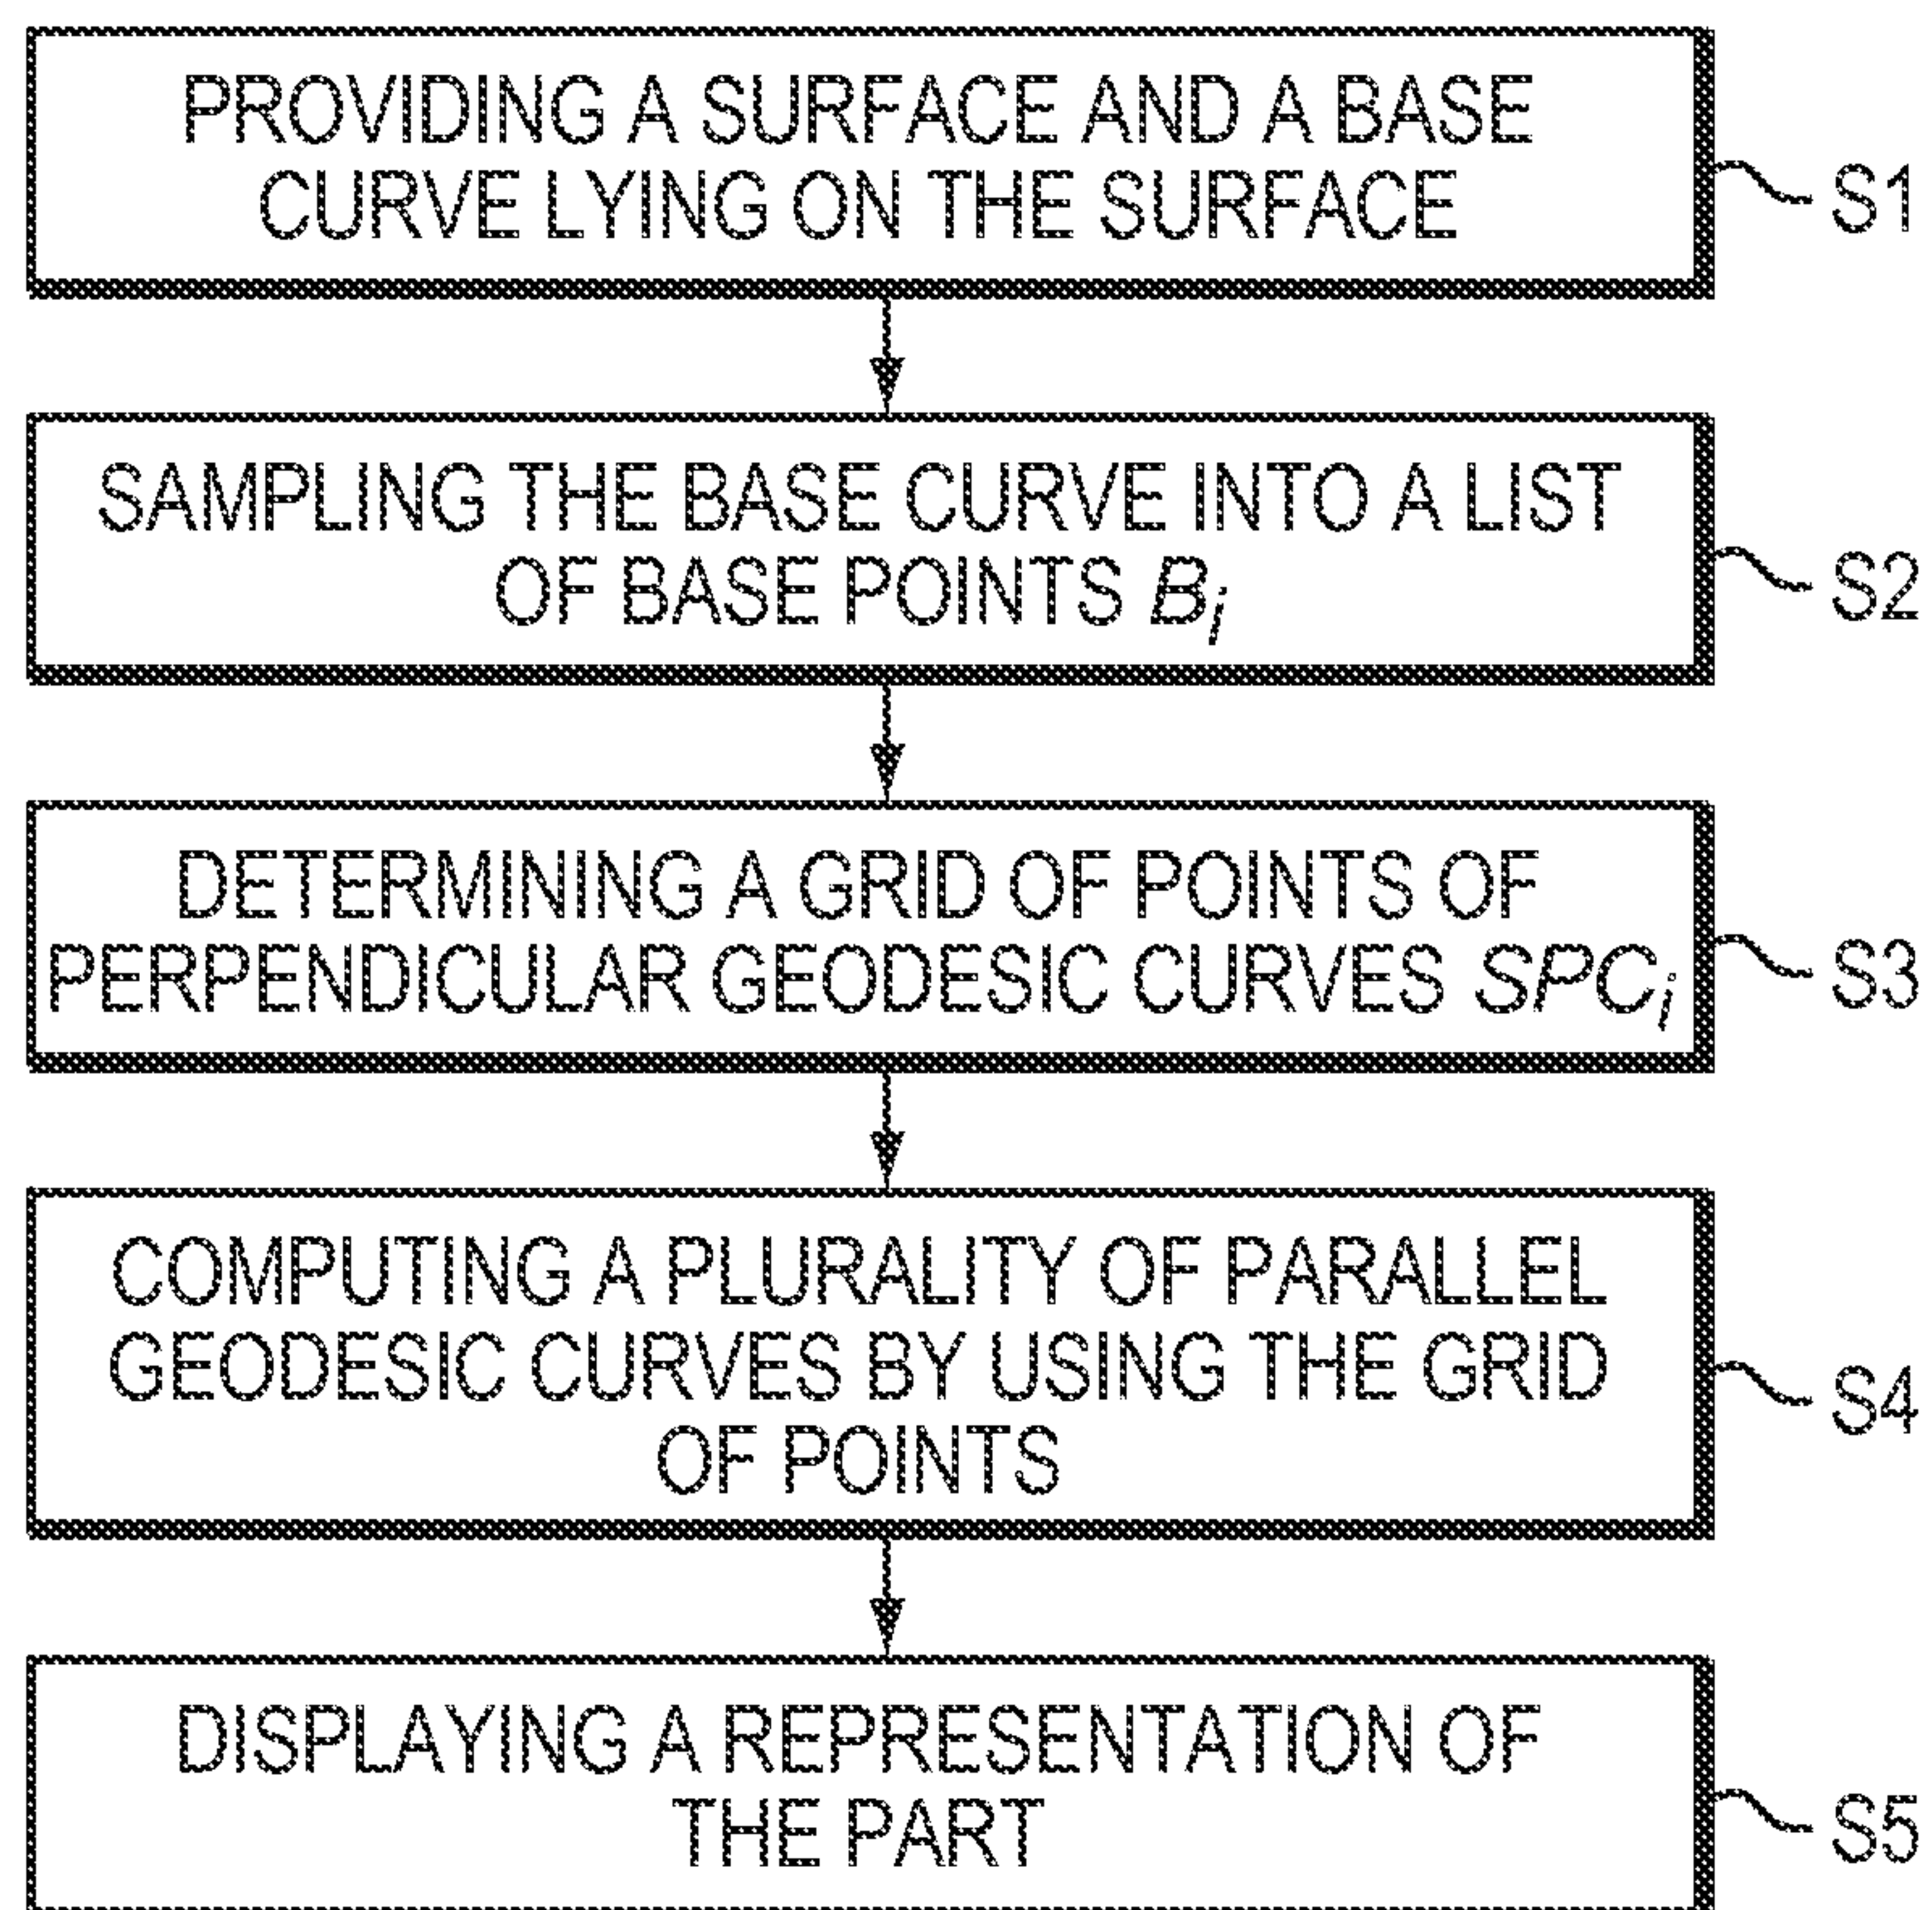 PROVIDING A SURFACE AND A BASE
CURVE LYING ON THE SURFACE
S1
SAMPLING THE BASE CURVE INTO A LIST
OF BASE POINTS Bi
S2
DETERMINING A GRID OF POINTS OF
PERPENDICULAR GEODESIC CURVES SPCi
S3
COMPUTING A PLURALITY OF PARALLEL
GEODESIC CURVES BY USING THE GRID
OF POINTS
S4
DISPLAYING A REPRESENTATION OF
THE PART
S5